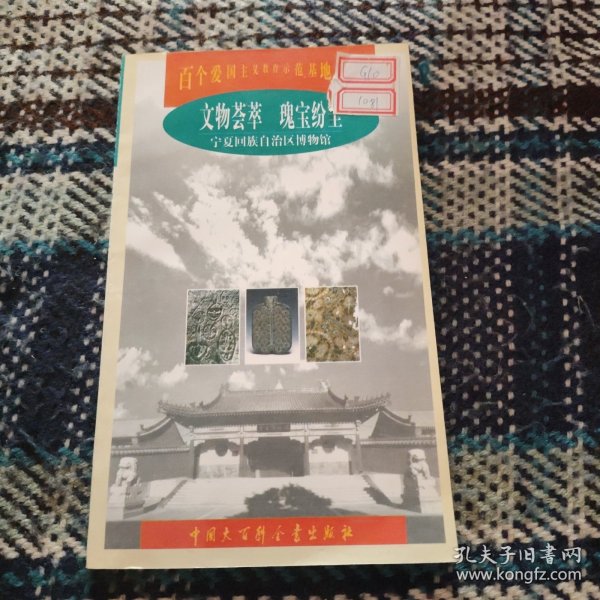 百个爱国主义教育示范基地
G10
1081
文物荟萃 瑰宝纷呈
宁夏回族自治区博物馆
中国大百科全书出版社
孔夫子旧书网
www.kongfz.com